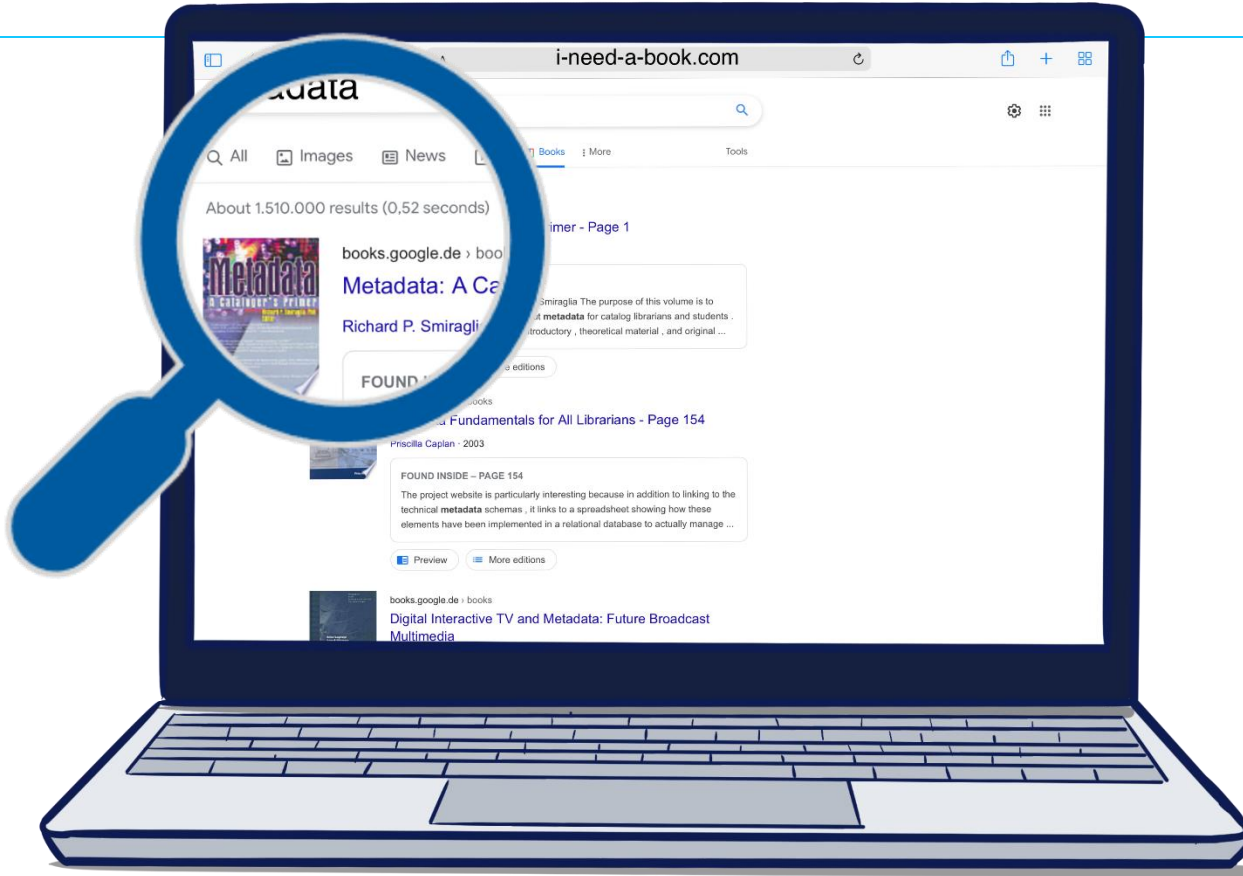 i-need-a-book.com
adata
All Images News Books More Tools
About 1.510.000 results (0,52 seconds)
books.google.de › boo
Metadata: A Ca imer - Page 1
Richard P. Smiragli
Metadata
A Cataloger's Primer
Richard P. Smiraglia, PhD
Editor
FOUND
Smiraglia The purpose of this volume is to
metadata for catalog librarians and students .
troductory , theoretical material , and original ...
editions
ooks
Fundamentals for All Librarians - Page 154
Priscilla Caplan · 2003
FOUND INSIDE – PAGE 154
The project website is particularly interesting because in addition to linking to the
technical metadata schemas , it links to a spreadsheet showing how these
elements have been implemented in a relational database to actually manage ...
Preview More editions
books.google.de › books
Digital Interactive TV and Metadata: Future Broadcast
Multimedia